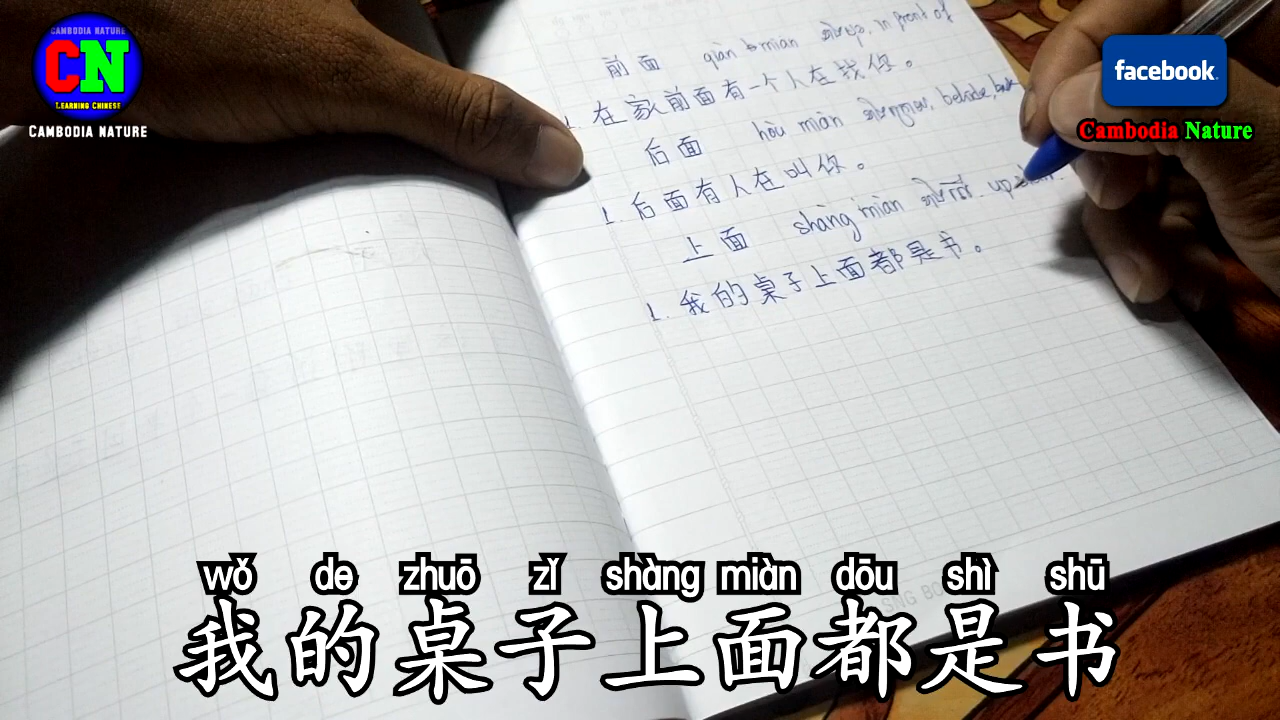 CAMBODIA NATURE
CN
LEARNING CHINESE
CAMBODIA NATURE
facebook
Cambodia Nature
前面 qián mian in front of
1. 在家前面有一个人在找你。
后面 hòu miàn
1. 后面有人在叫你。
上面 shàng miàn
1. 我的桌子上面都是书。
wǒ de zhuō zǐ shàng miàn dōu shì shū
我的桌子上面都是书